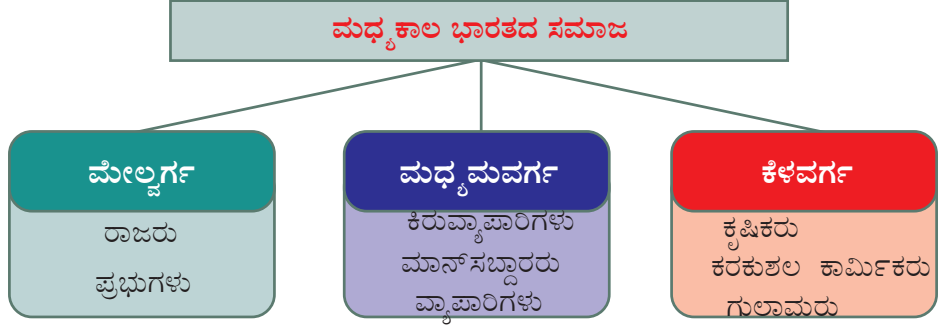 ಮಧ್ಯಕಾಲ ಭಾರತದ ಸಮಾಜ
ಮೇಲ್ವರ್ಗ
ರಾಜರು
ಪ್ರಭುಗಳು
ಮಧ್ಯಮವರ್ಗ
ಕಿರುವ್ಯಾಪಾರಿಗಳು
ಮಾನ್‌ಸಬ್ದಾರರು
ವ್ಯಾಪಾರಿಗಳು
ಕೆಳವರ್ಗ
ಕೃಷಿಕರು
ಕರಕುಶಲ ಕಾರ್ಮಿಕರು
ಗುಲಾಮರು